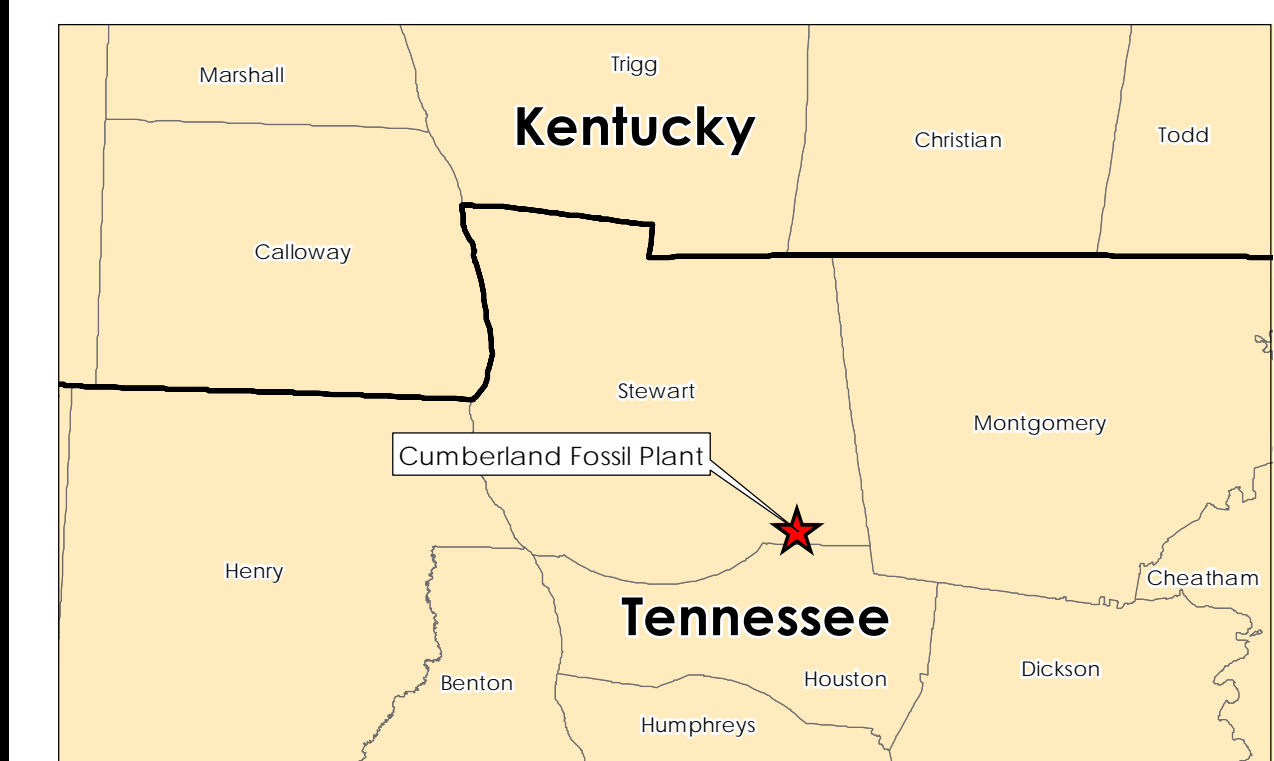 Marshall
Trigg
Kentucky
Christian
Todd
Calloway
Stewart
Montgomery
Cumberland Fossil Plant
Henry
Cheatham
Tennessee
Benton
Houston
Dickson
Humphreys